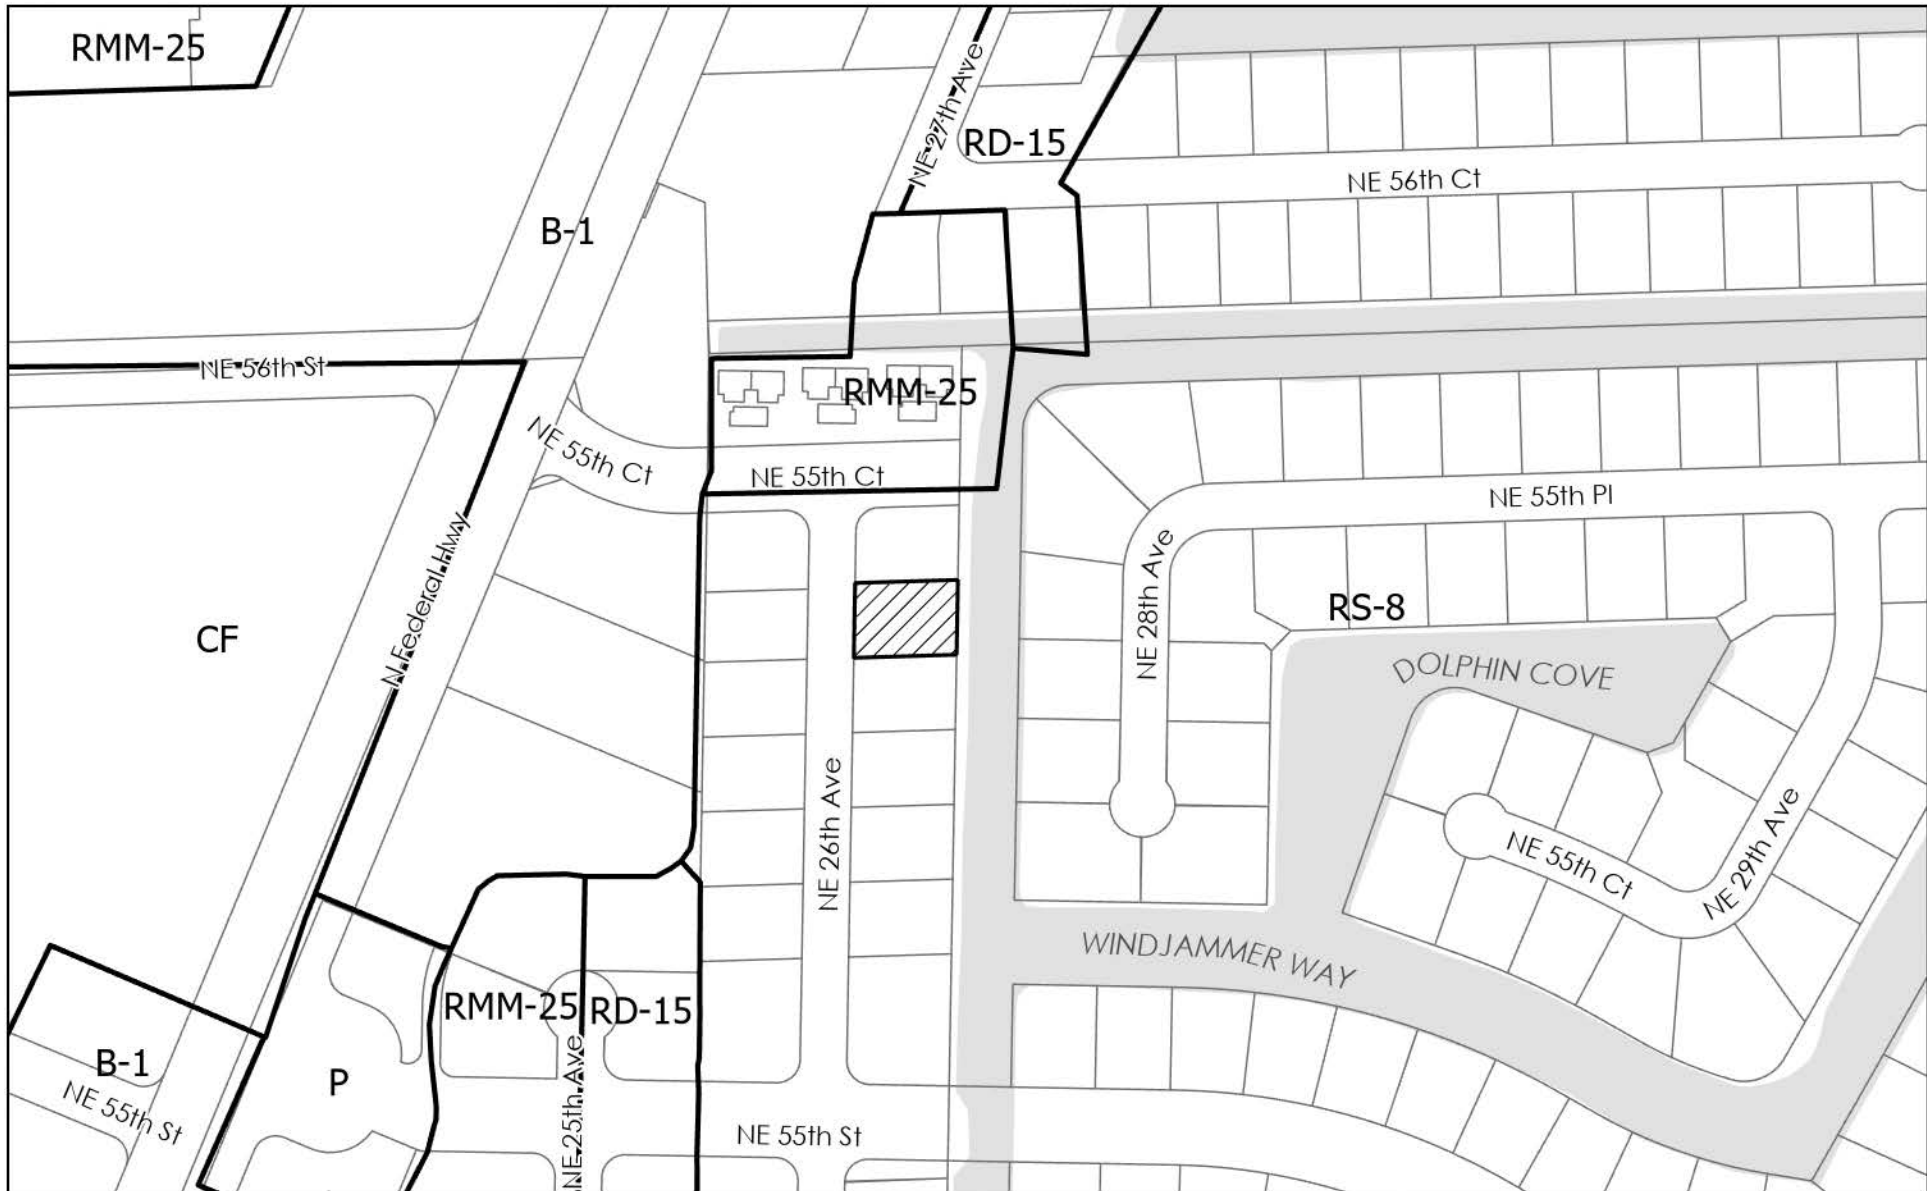 RMM-25
NE 27th Ave
RD-15
NE 56th Ct
B-1
NE 56th St
RMM-25
NE 55th Ct
NE 55th Ct
NE 55th Pl
N Federal Hwy
NE 28th Ave
RS-8
CF
DOLPHIN COVE
NE 26th Ave
NE 55th Ct
NE 29th Ave
WINDJAMMER WAY
RMM-25
RD-15
B-1
P
NE 55th St
NE 25th Ave
NE 55th St